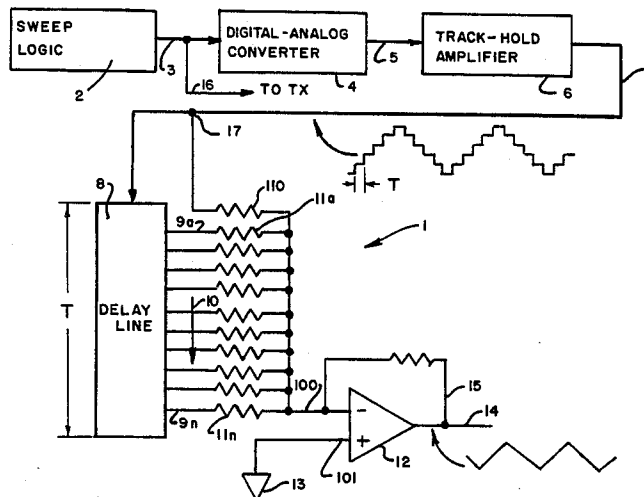 SWEEP
LOGIC
2
3
DIGITAL-ANALOG
CONVERTER
4
5
TRACK-HOLD
AMPLIFIER
6
16
TO TX
17
T
8
110
11a
9a
1
T
10
DELAY
LINE
9n
11n
100
-
+
101
12
13
15
14